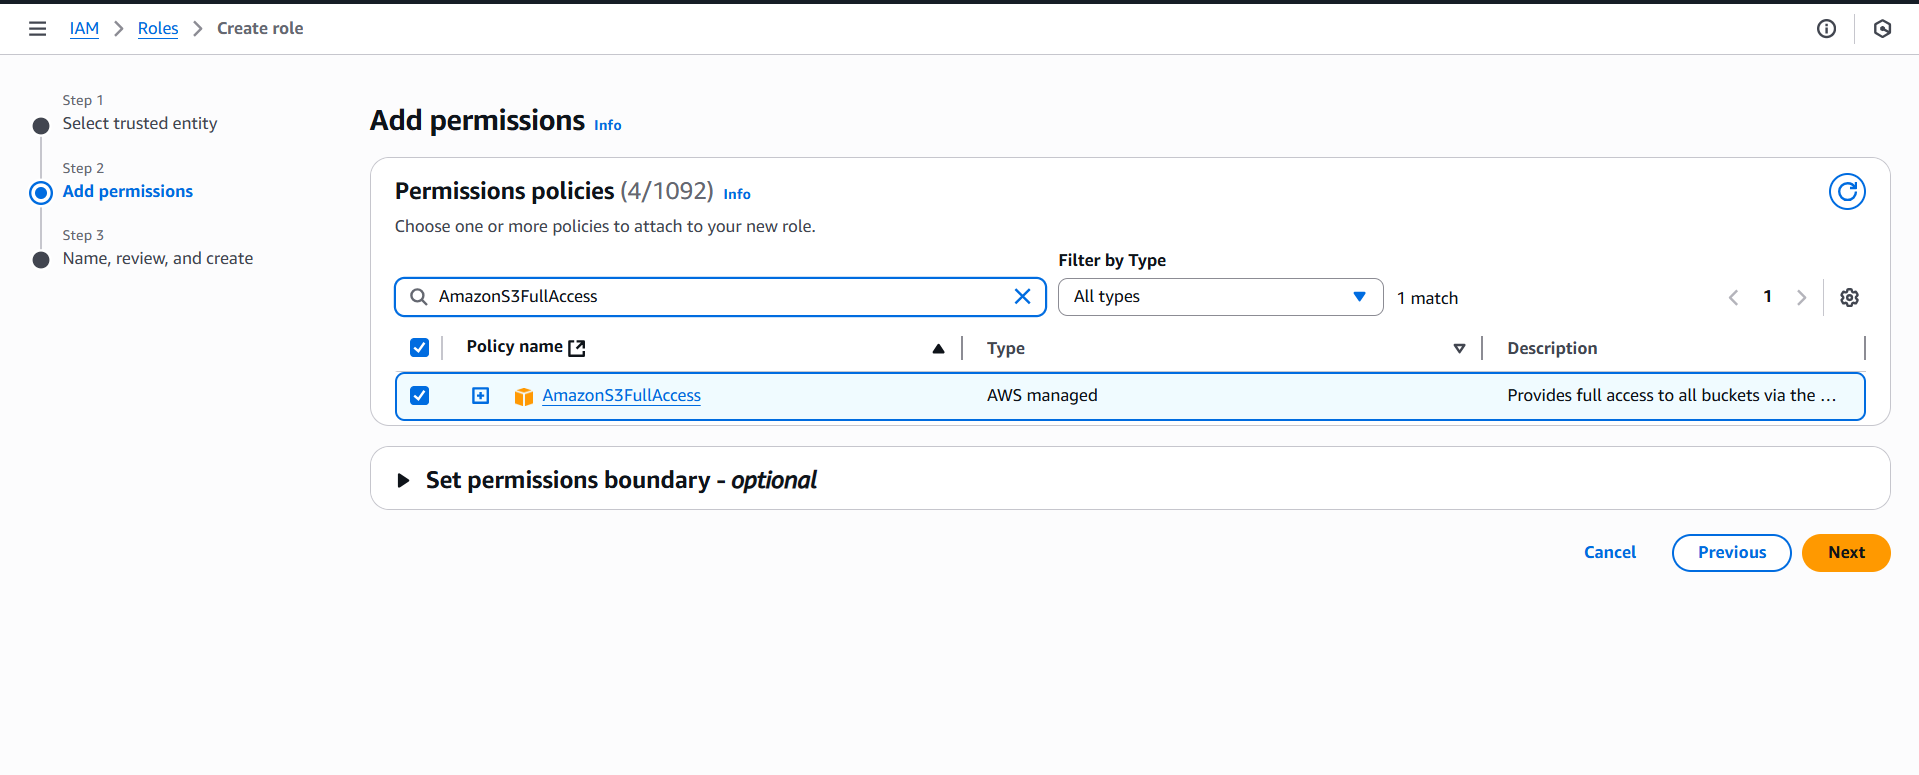 IAM > Roles > Create role
Step 1
Select trusted entity
Step 2
Add permissions
Step 3
Name, review, and create
Add permissions Info
Permissions policies (4/1092) Info
Choose one or more policies to attach to your new role.
Filter by Type
AmazonS3FullAccess
All types
1 match
1
Policy name
Type
Description
AmazonS3FullAccess
AWS managed
Provides full access to all buckets via the …
Set permissions boundary - optional
Cancel
Previous
Next